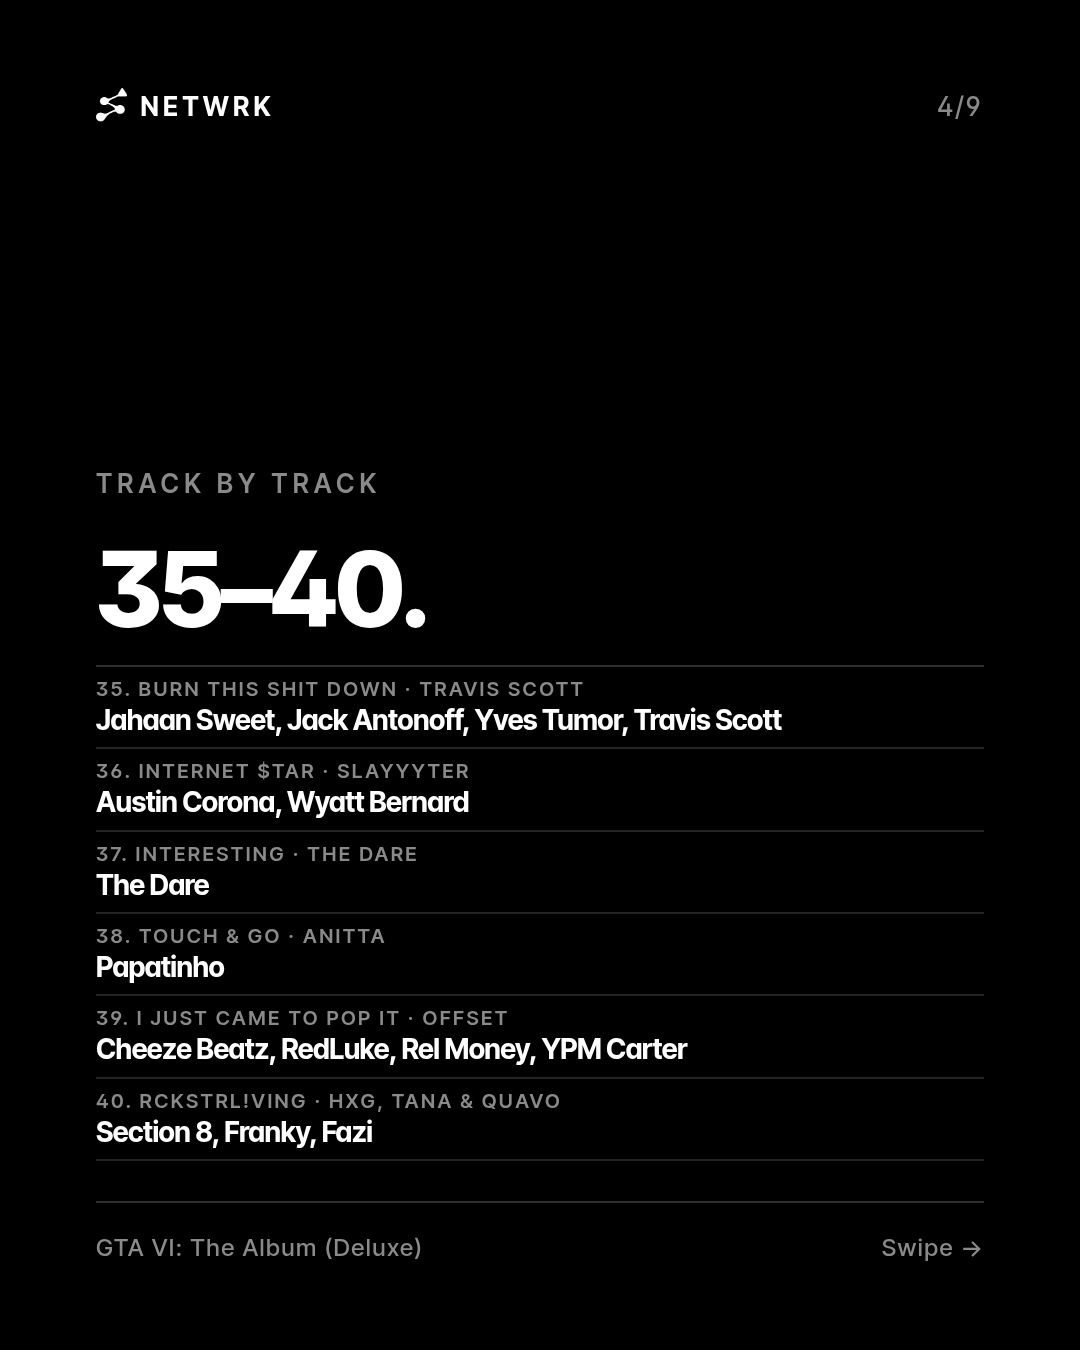 NETWRK
4/9
TRACK BY TRACK
35–40.
35. BURN THIS SHIT DOWN · TRAVIS SCOTT
Jahaan Sweet, Jack Antonoff, Yves Tumor, Travis Scott
36. INTERNET $TAR · SLAYYYTER
Austin Corona, Wyatt Bernard
37. INTERESTING · THE DARE
The Dare
38. TOUCH & GO · ANITTA
Papatinho
39. I JUST CAME TO POP IT · OFFSET
Cheeze Beatz, RedLuke, Rel Money, YPM Carter
40. RCKSTRL!VING · HXG, TANA & QUAVO
Section 8, Franky, Fazi
GTA VI: The Album (Deluxe)
Swipe →